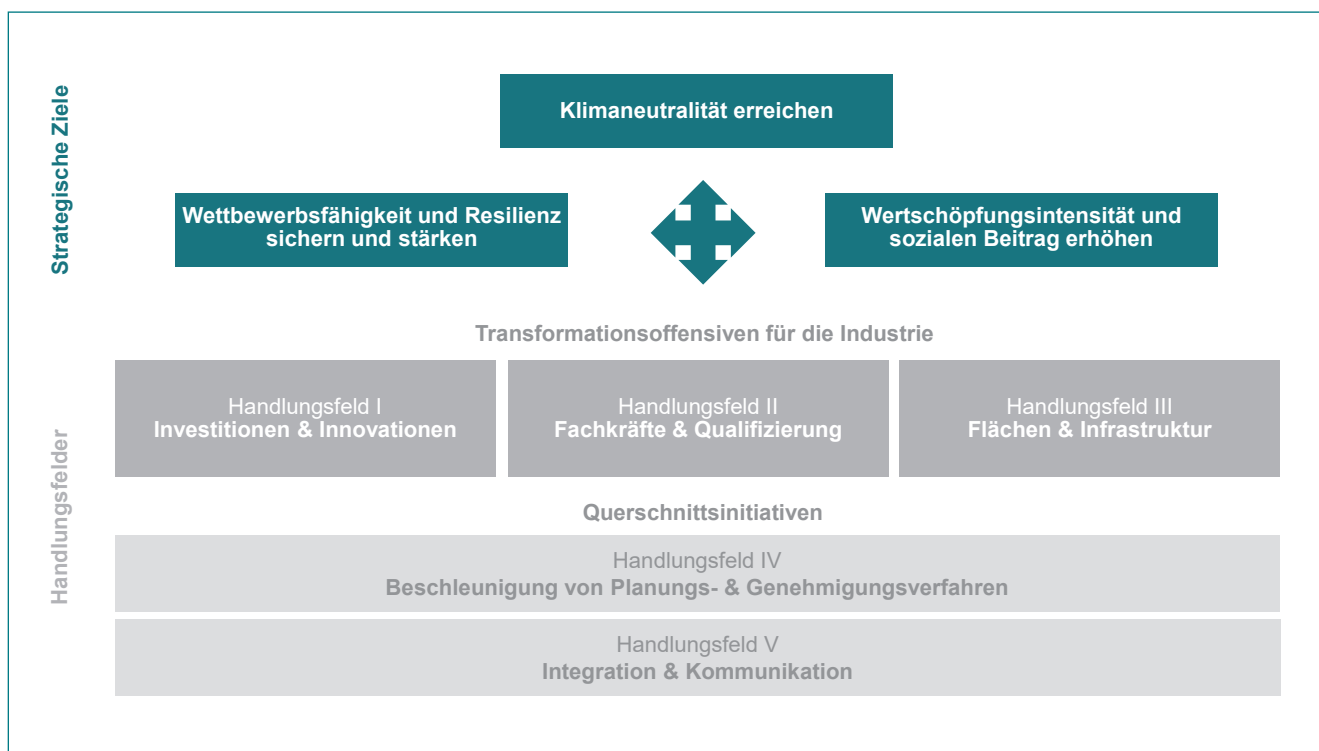 Strategische Ziele
Klimaneutralität erreichen
Wettbewerbsfähigkeit und Resilienz
sichern und stärken
Wertschöpfungsintensität und
sozialen Beitrag erhöhen
Handlungsfelder
Transformationsoffensiven für die Industrie
Handlungsfeld I
Investitionen & Innovationen
Handlungsfeld II
Fachkräfte & Qualifizierung
Handlungsfeld III
Flächen & Infrastruktur
Querschnittsinitiativen
Handlungsfeld IV
Beschleunigung von Planungs- & Genehmigungsverfahren
Handlungsfeld V
Integration & Kommunikation